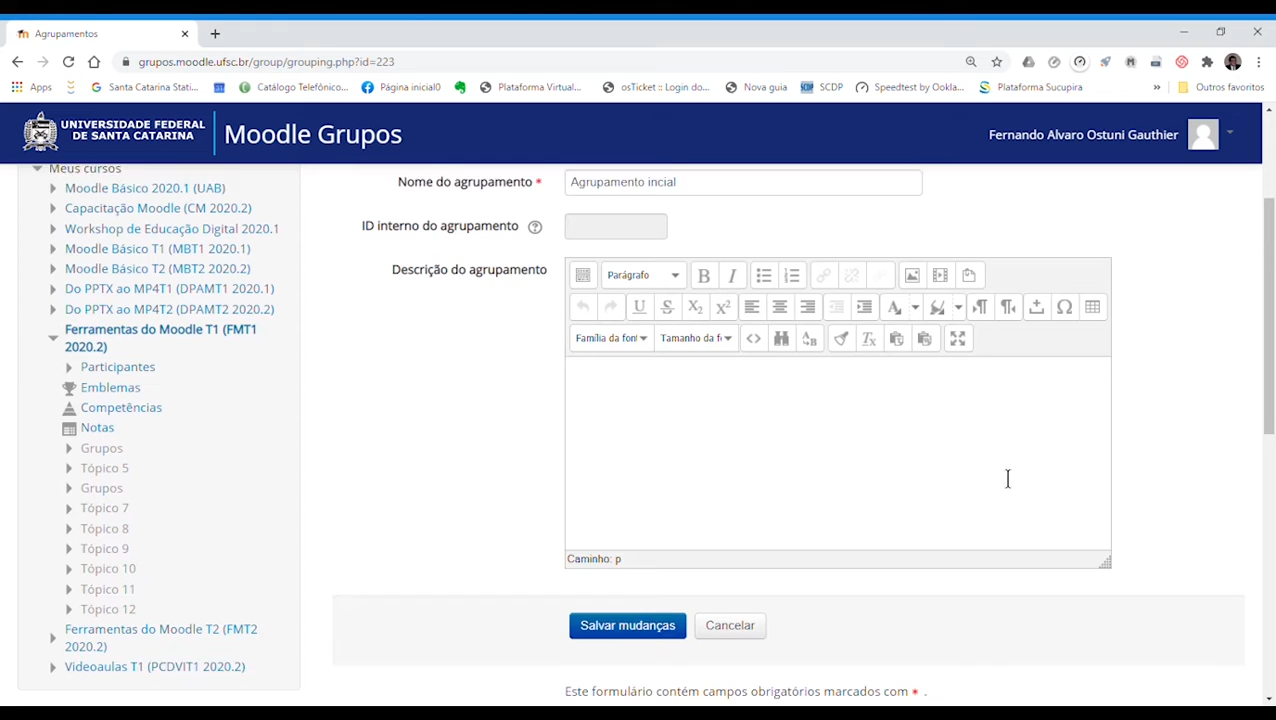 Agrupamentos
grupos.moodle.ufsc.br/group/grouping.php?id=223
Apps
Santa Catarina Stati...
Catálogo Telefônico...
Página inicial0
Plataforma Virtual...
osTicket :: Login do...
Nova guia
SCDP
Speedtest by Ookla...
Plataforma Sucupira
»
Outros favoritos
UNIVERSIDADE FEDERAL
DE SANTA CATARINA
Moodle Grupos
Fernando Alvaro Ostuni Gauthier
Meus cursos
Moodle Básico 2020.1 (UAB)
Capacitação Moodle (CM 2020.2)
Workshop de Educação Digital 2020.1
Moodle Básico T1 (MBT1 2020.1)
Moodle Básico T2 (MBT2 2020.2)
Do PPTX ao MP4T1 (DPAMT1 2020.1)
Do PPTX ao MP4T2 (DPAMT2 2020.2)
Ferramentas do Moodle T1 (FMT1
2020.2)
Participantes
Emblemas
Competências
Notas
Grupos
Tópico 5
Grupos
Tópico 7
Tópico 8
Tópico 9
Tópico 10
Tópico 11
Tópico 12
Ferramentas do Moodle T2 (FMT2
2020.2)
Videoaulas T1 (PCDVIT1 2020.2)
Nome do agrupamento *
Agrupamento incial
ID interno do agrupamento
Descrição do agrupamento
Parágrafo
Família da font
Tamanho da f
Caminho: p
Salvar mudanças
Cancelar
Este formulário contém campos obrigatórios marcados com * .